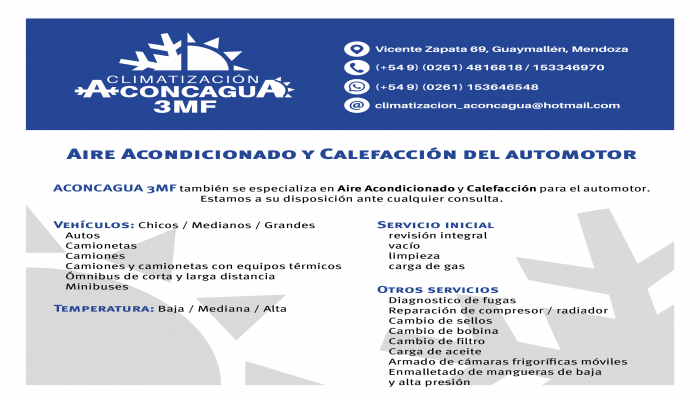 CLIMATIZACIÓN
ACONCAGUA
3MF
Vicente Zapata 69, Guaymallén, Mendoza
(+54 9) (0261) 4816818 / 153346970
(+54 9) (0261) 153646548
climatizacion_aconcagua@hotmail.com
AIRE ACONDICIONADO Y CALEFACCIÓN DEL AUTOMOTOR
ACONCAGUA 3MF también se especializa en Aire Acondicionado y Calefacción para el automotor.
Estamos a su disposición ante cualquier consulta.
VEHÍCULOS: Chicos / Medianos / Grandes
Autos
Camionetas
Camiones
Camiones y camionetas con equipos térmicos
Ómnibus de corta y larga distancia
Minibuses
TEMPERATURA: Baja / Mediana / Alta
SERVICIO INICIAL
revisión integral
vacío
limpieza
carga de gas
OTROS SERVICIOS
Diagnostico de fugas
Reparación de compresor / radiador
Cambio de sellos
Cambio de bobina
Cambio de filtro
Carga de aceite
Armado de cámaras frigoríficas móviles
Enmalletado de mangueras de baja
y alta presión